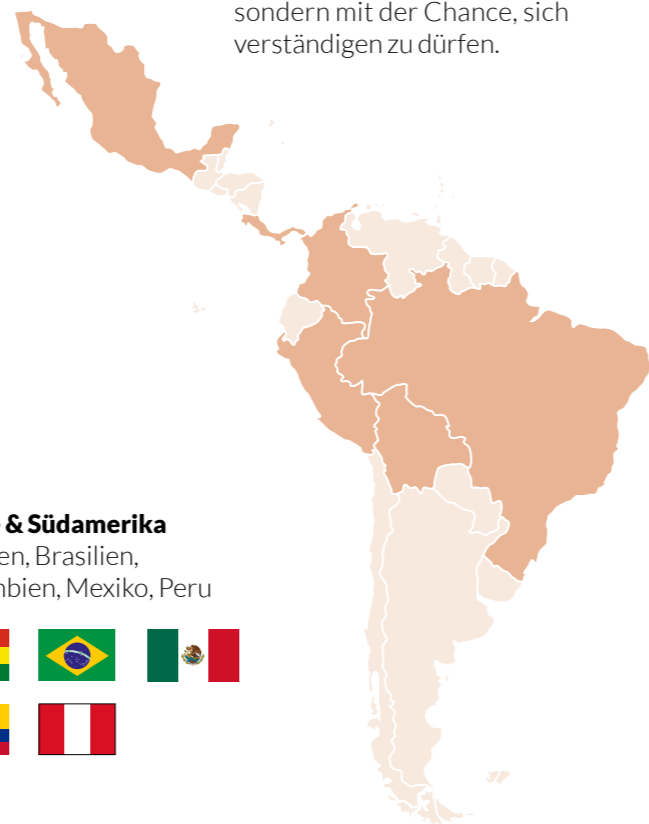 sondern mit der Chance, sich
verständigen zu dürfen.
& Südamerika
en, Brasilien,
nbien, Mexiko, Peru